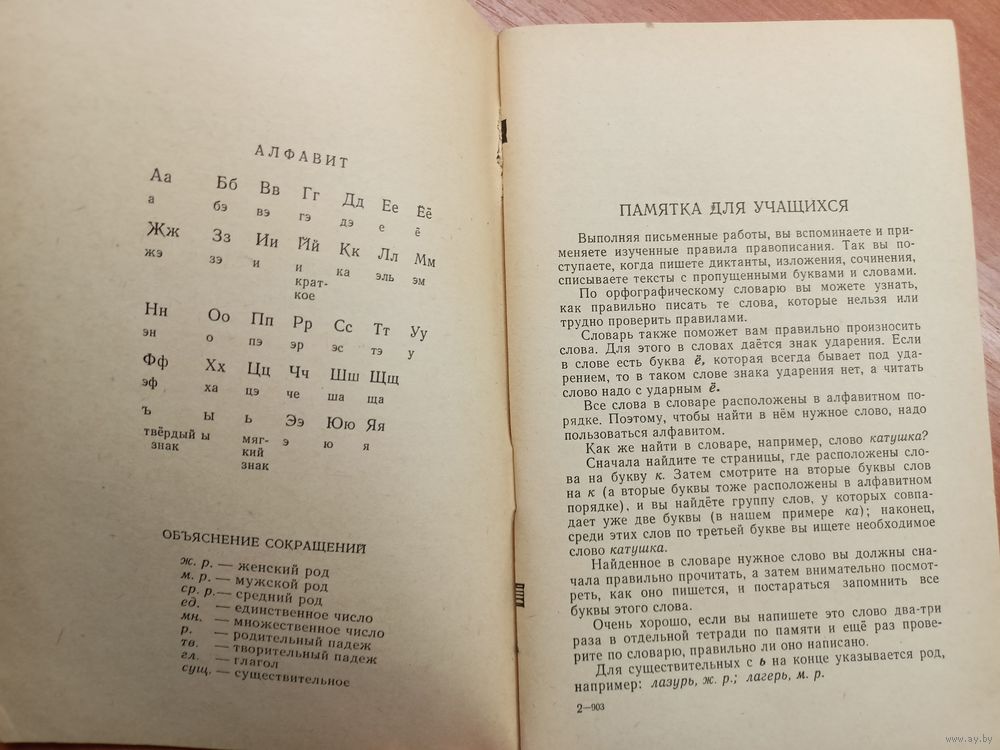 АЛФАВИТ
Аа Бб Вв Гг Дд Ее Ёё
а бэ вэ гэ дэ е ё
Жж Зз Ии Йй Кк Лл Мм
жэ зэ и и ка эль эм
крат-
кое
Нн Оо Пп Рр Сс Тт Уу
эн о пэ эр эс тэ у
Фф Хх Цц Чч Шш Щщ
эф ха цэ че ша ща
ъ ы ь Ээ Юю Яя
твёрдый ы мяг- э ю я
знак кий
знак
ОБЪЯСНЕНИЕ СОКРАЩЕНИЙ
ж. р. — женский род
м. р. — мужской род
ср. р. — средний род
ед. — единственное число
мн. — множественное число
р. — родительный падеж
тв. — творительный падеж
гл. — глагол
сущ. — существительное
ПАМЯТКА ДЛЯ УЧАЩИХСЯ
Выполняя письменные работы, вы вспоминаете и при-
меняете изученные правила правописания. Так вы по-
ступаете, когда пишете диктанты, изложения, сочинения,
списываете тексты с пропущенными буквами и словами.
По орфографическому словарю вы можете узнать,
как правильно писать те слова, которые нельзя или
трудно проверить правилами.
Словарь также поможет вам правильно произносить
слова. Для этого в словах даётся знак ударения. Если
в слове есть буква ё, которая всегда бывает под уда-
рением, то в таком слове знака ударения нет, а читать
слово надо с ударным ё.
Все слова в словаре расположены в алфавитном по-
рядке. Поэтому, чтобы найти в нём нужное слово, надо
пользоваться алфавитом.
Как же найти в словаре, например, слово катушка?
Сначала найдите те страницы, где расположены сло-
ва на букву к. Затем смотрите на вторые буквы слов
на к (а вторые буквы тоже расположены в алфавитном
порядке), и вы найдёте группу слов, у которых совпа-
дает уже две буквы (в нашем примере ка); наконец,
среди этих слов по третьей букве вы ищете необходимое
слово катушка.
Найденное в словаре нужное слово вы должны сна-
чала правильно прочитать, а затем внимательно посмот-
реть, как оно пишется, и постараться запомнить все
буквы этого слова.
Очень хорошо, если вы напишете это слово два-три
раза в отдельной тетради по памяти и ещё раз прове-
рите по словарю, правильно ли оно написано.
Для существительных с ь на конце указывается род,
например: лазурь, ж. р.; лагерь, м. р.
2—903
www.ay.by